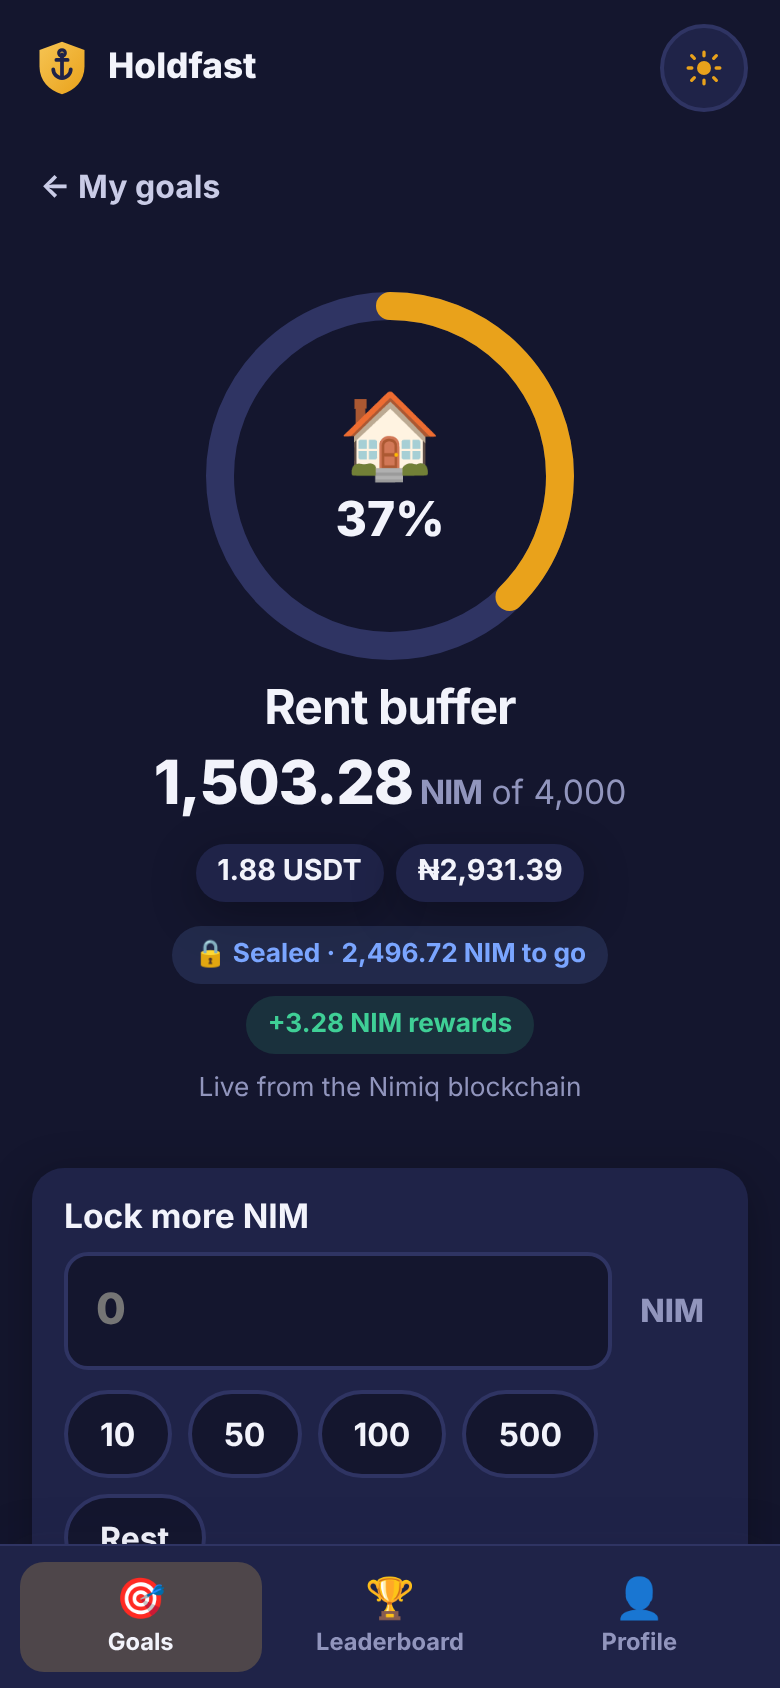 Holdfast
← My goals
37%
Rent buffer
1,503.28 NIM of 4,000
1.88 USDT
₦2,931.39
🔒 Sealed · 2,496.72 NIM to go
+3.28 NIM rewards
Live from the Nimiq blockchain
Lock more NIM
0
NIM
10
50
100
500
Rest
Goals
Leaderboard
Profile